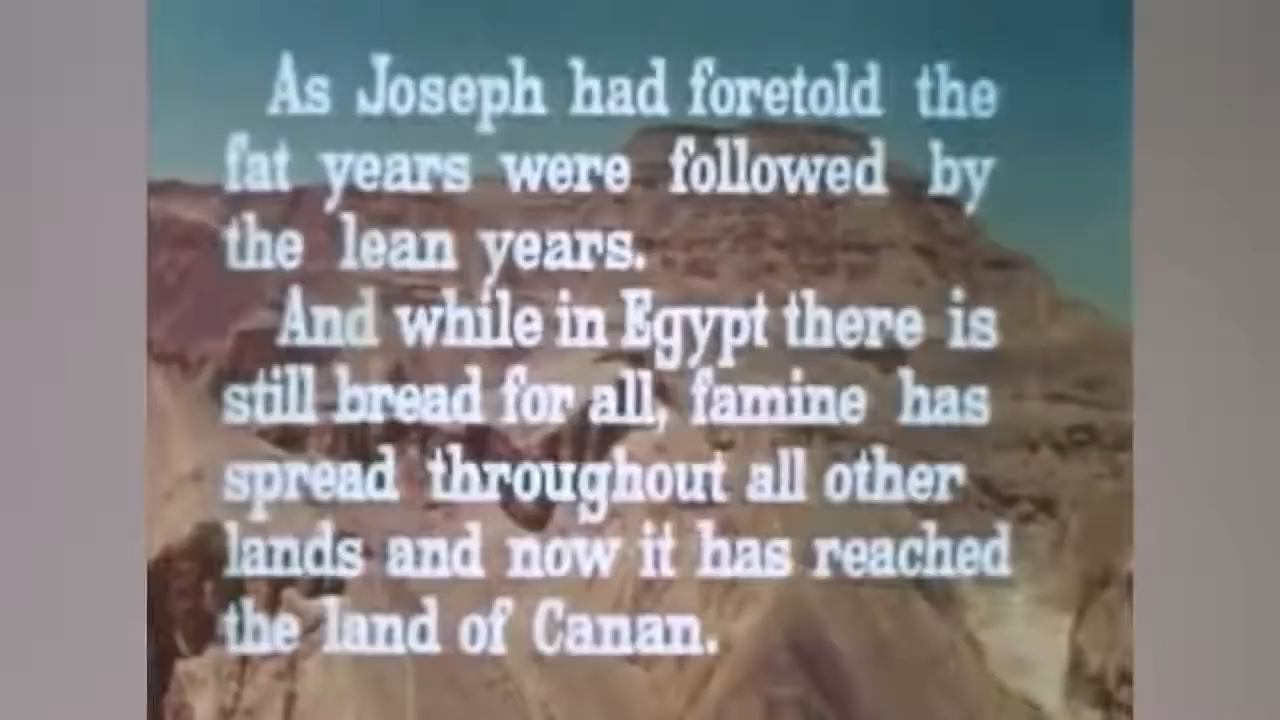 As Joseph had foretold the
fat years were followed by
the lean years.
And while in Egypt there is
still bread for all, famine has
spread throughout all other
lands and now it has reached
the land of Canan.